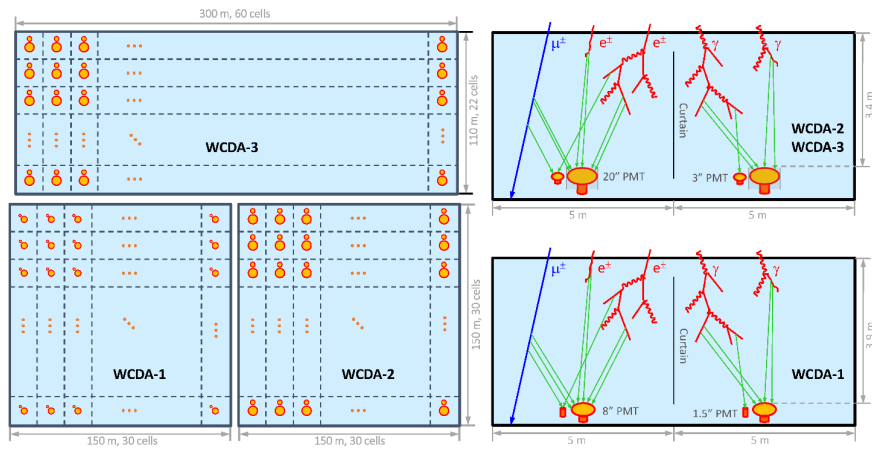 300 m, 60 cells
WCDA-3
110 m, 22 cells
WCDA-1
150 m, 30 cells
WCDA-2
150 m, 30 cells
150 m, 30 cells
μ±
e±
e±
γ
γ
Curtain
WCDA-2
WCDA-3
20” PMT
3” PMT
3.4 m
5 m
5 m
μ±
e±
e±
γ
γ
Curtain
WCDA-1
8” PMT
1.5” PMT
3.9 m
5 m
5 m